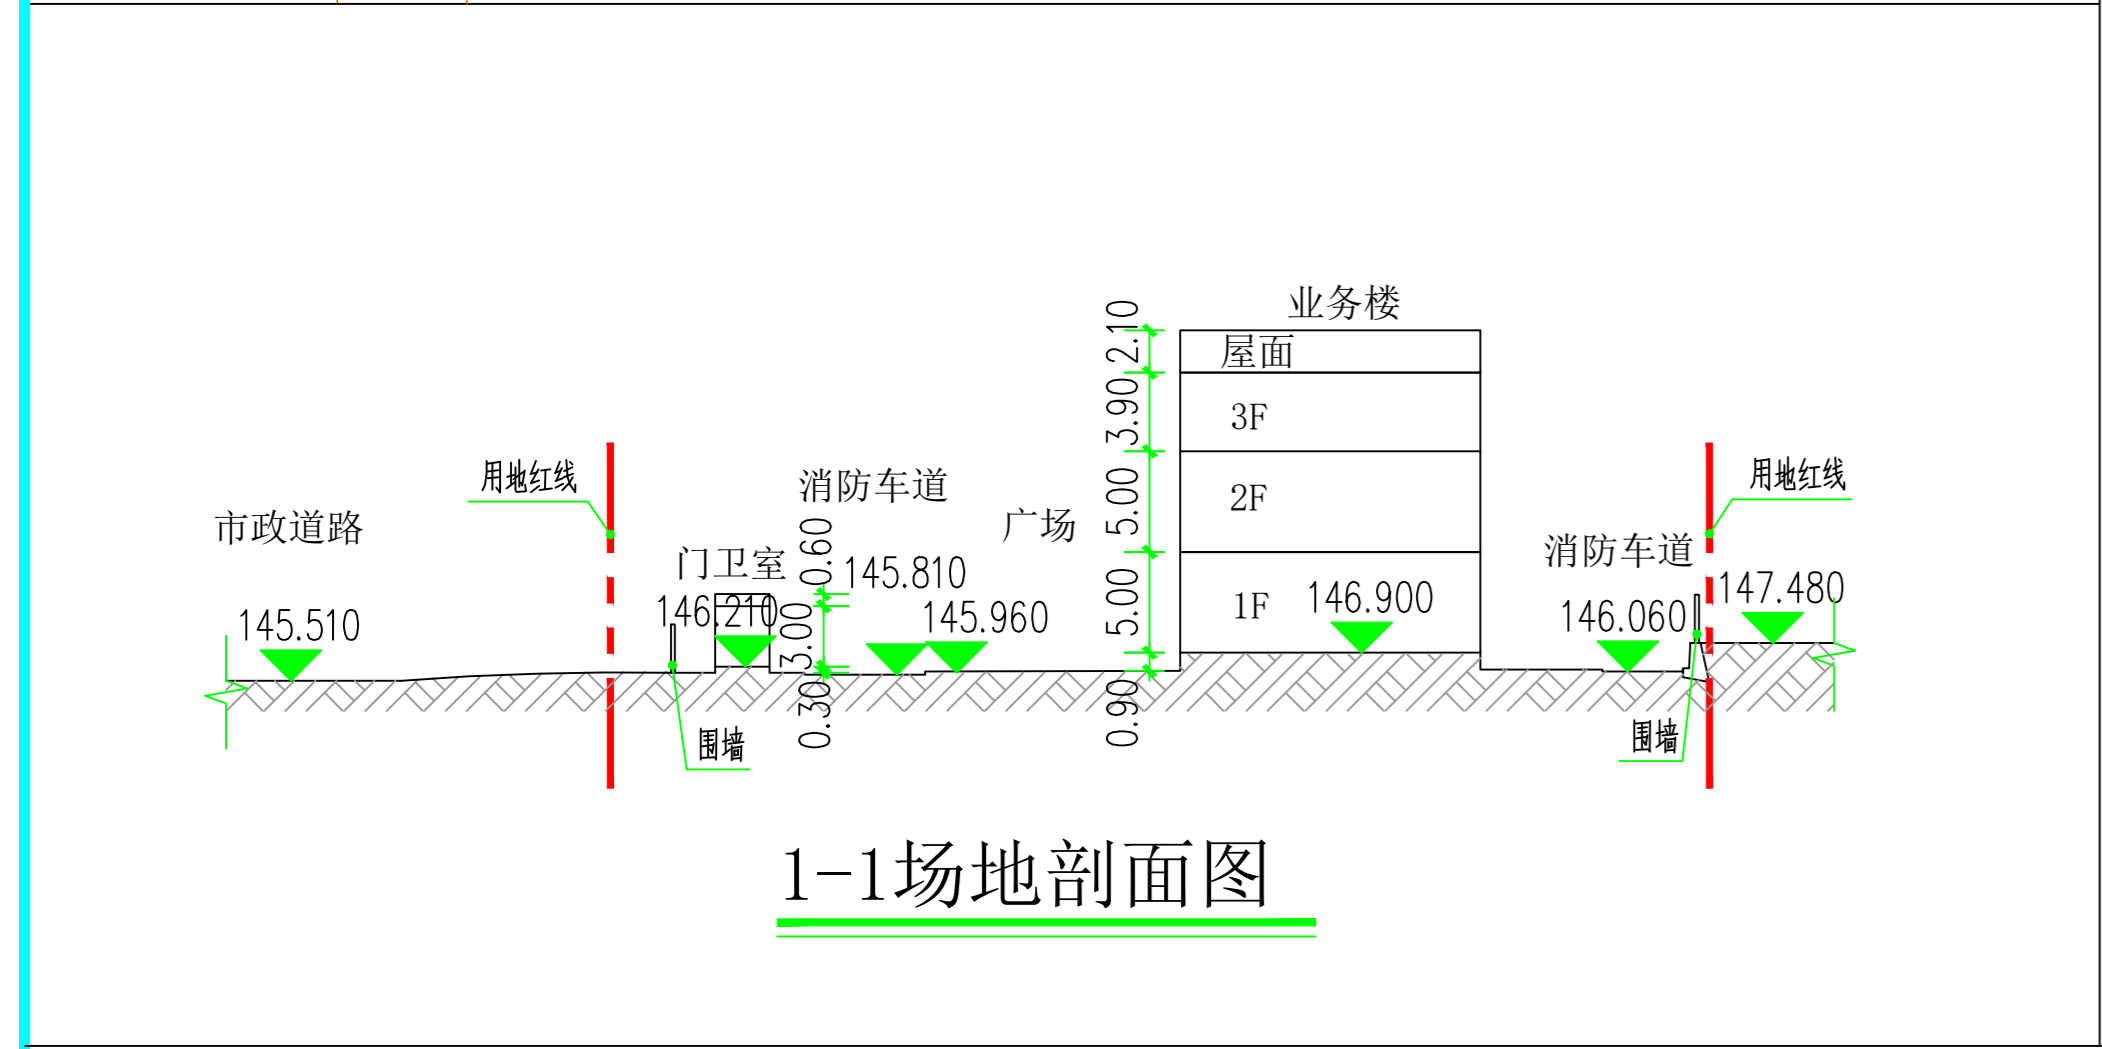 业务楼
2.10
屋面
3.90
3F
用地红线
用地红线
消防车道
5.00
2F
市政道路
广场
0.60
门卫室
消防车道
145.810
147.480
146.210
145.960
5.00
1F
146.900
146.060
145.510
3.00
0.30
0.90
围墙
围墙
1-1场地剖面图